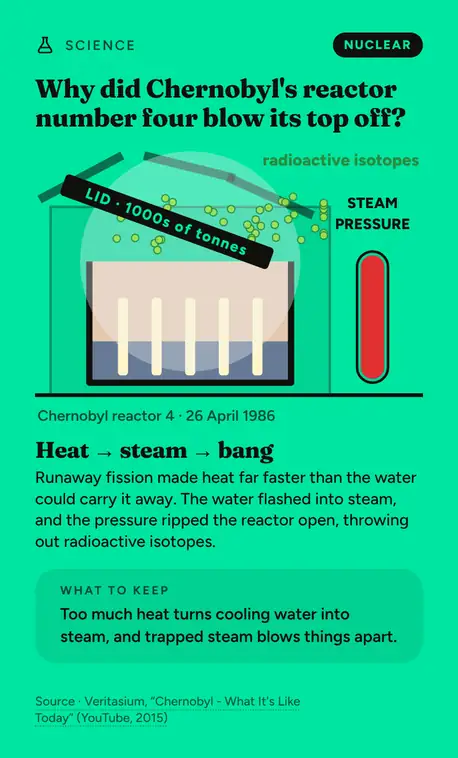 SCIENCE
NUCLEAR
Why did Chernobyl's reactor
number four blow its top off?
radioactive isotopes
LID · 1000s of tonnes
STEAM
PRESSURE
Chernobyl reactor 4 · 26 April 1986
Heat → steam → bang
Runaway fission made heat far faster than the water
could carry it away. The water flashed into steam,
and the pressure ripped the reactor open, throwing
out radioactive isotopes.
WHAT TO KEEP
Too much heat turns cooling water into
steam, and trapped steam blows things apart.
Source · Veritasium, “Chernobyl - What It's Like
Today” (YouTube, 2015)